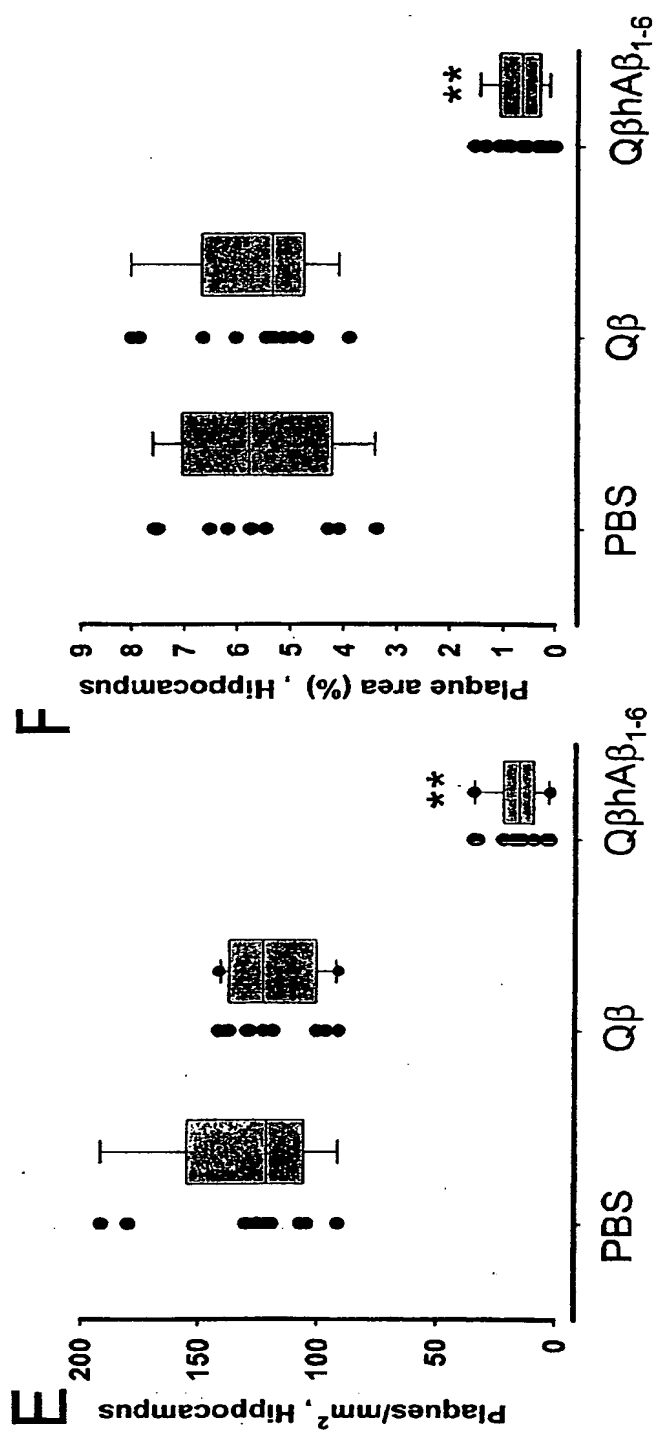 E
Plaques/mm², Hippocampus
200
150
100
50
0
PBS
Qβ
QβhAβ1-6
**
F
Plaque area (%) , Hippocampus
9
8
7
6
5
4
3
2
1
0
PBS
Qβ
QβhAβ1-6
**